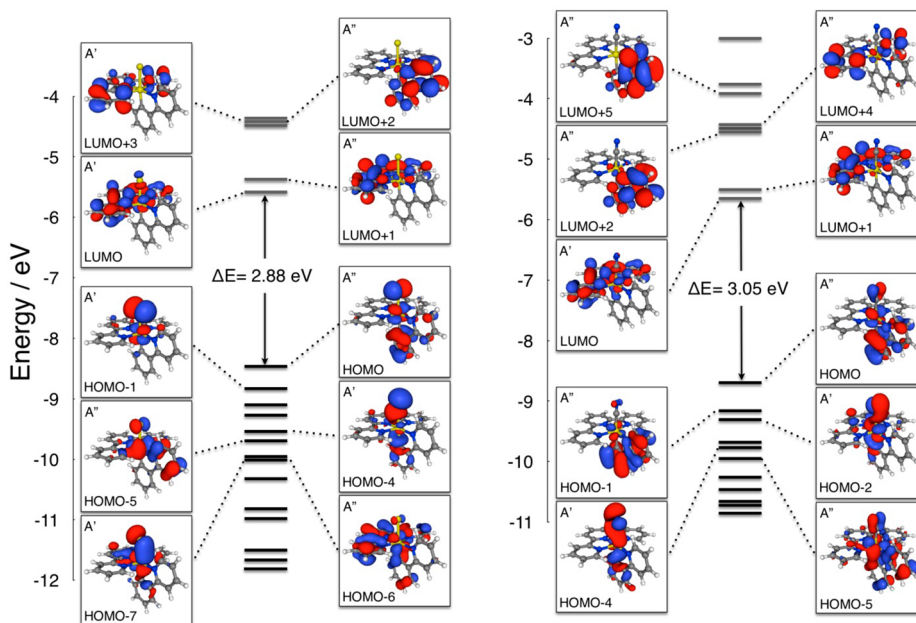 Energy / eV
-4
-5
-6
-7
-8
-9
-10
-11
-12
A'
LUMO+3
A'
LUMO
A'
HOMO-1
A"
HOMO-5
A'
HOMO-7
ΔE= 2.88 eV
A"
LUMO+2
A"
LUMO+1
A"
HOMO
A'
HOMO-4
A"
HOMO-6
-3
-4
-5
-6
-7
-8
-9
-10
-11
A"
LUMO+5
A"
LUMO+2
A'
LUMO
A"
HOMO-1
A'
HOMO-4
ΔE= 3.05 eV
A"
LUMO+4
A"
LUMO+1
A"
HOMO
A'
HOMO-2
A"
HOMO-5